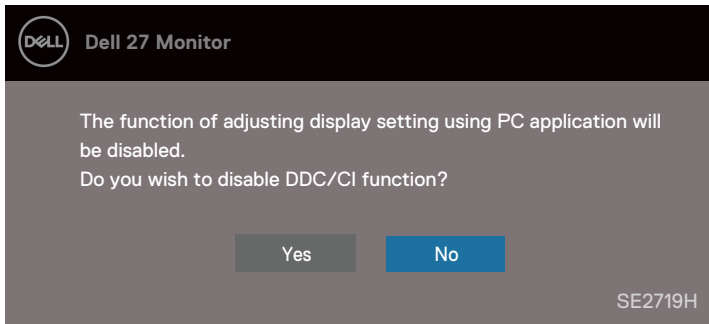 DELL
Dell 27 Monitor
The function of adjusting display setting using PC application will
be disabled.
Do you wish to disable DDC/CI function?
Yes No
SE2719H